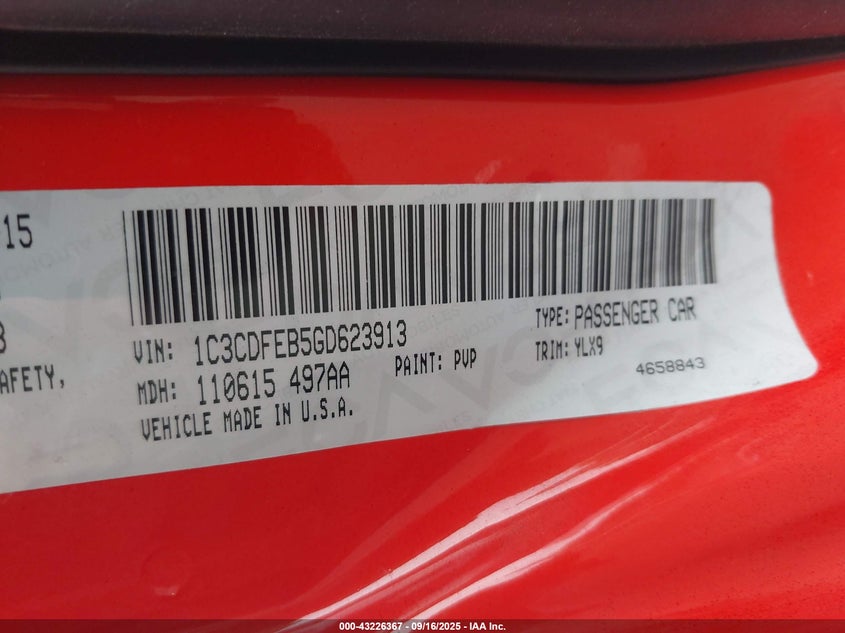 15
8
AFETY,
VIN: 1C3CDFEB5GD623913
TYPE: PASSENGER CAR
MDH: 110615 497AA
PAINT: PVP
TRIM: YLX9
4658843
VEHICLE MADE IN U.S.A.
000-43226367 - 09/16/2025 - IAA Inc.